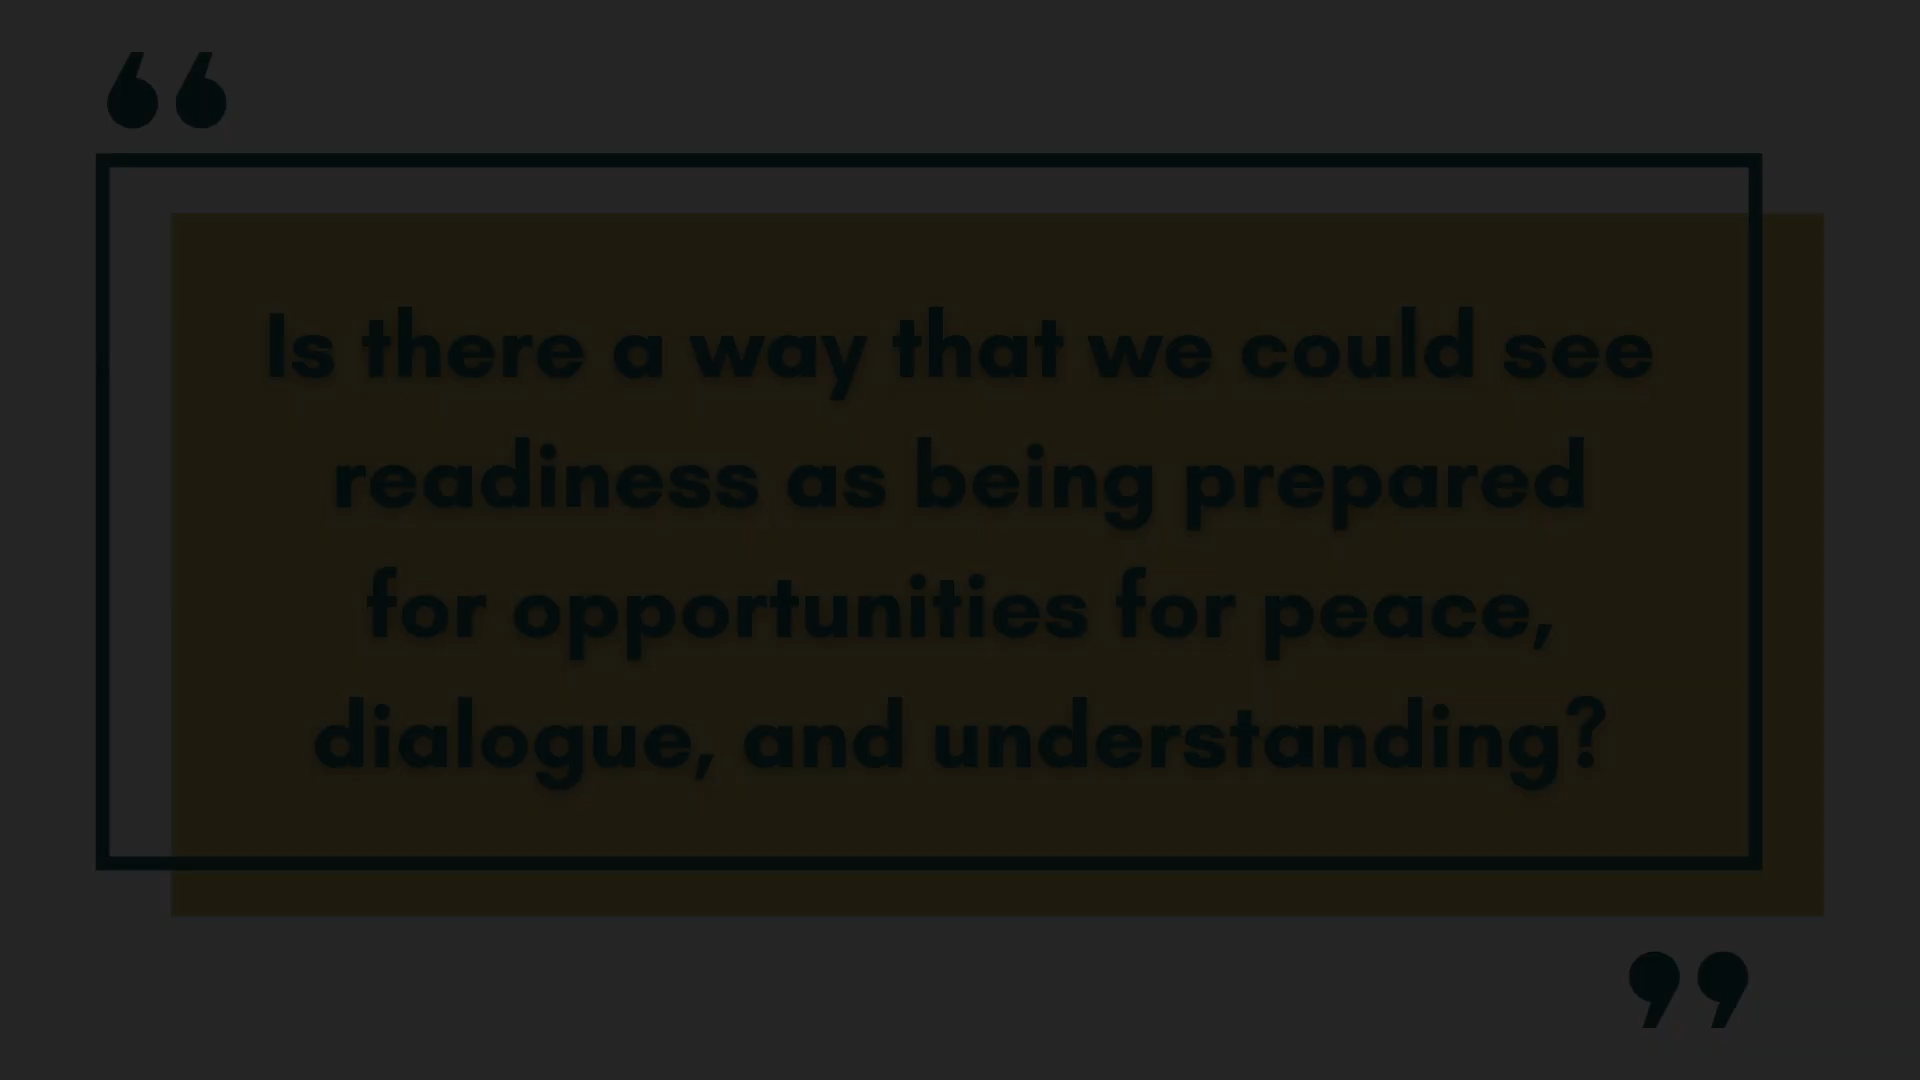 “
Is there a way that we could see
readiness as being prepared
for opportunities for peace,
dialogue, and understanding?
”